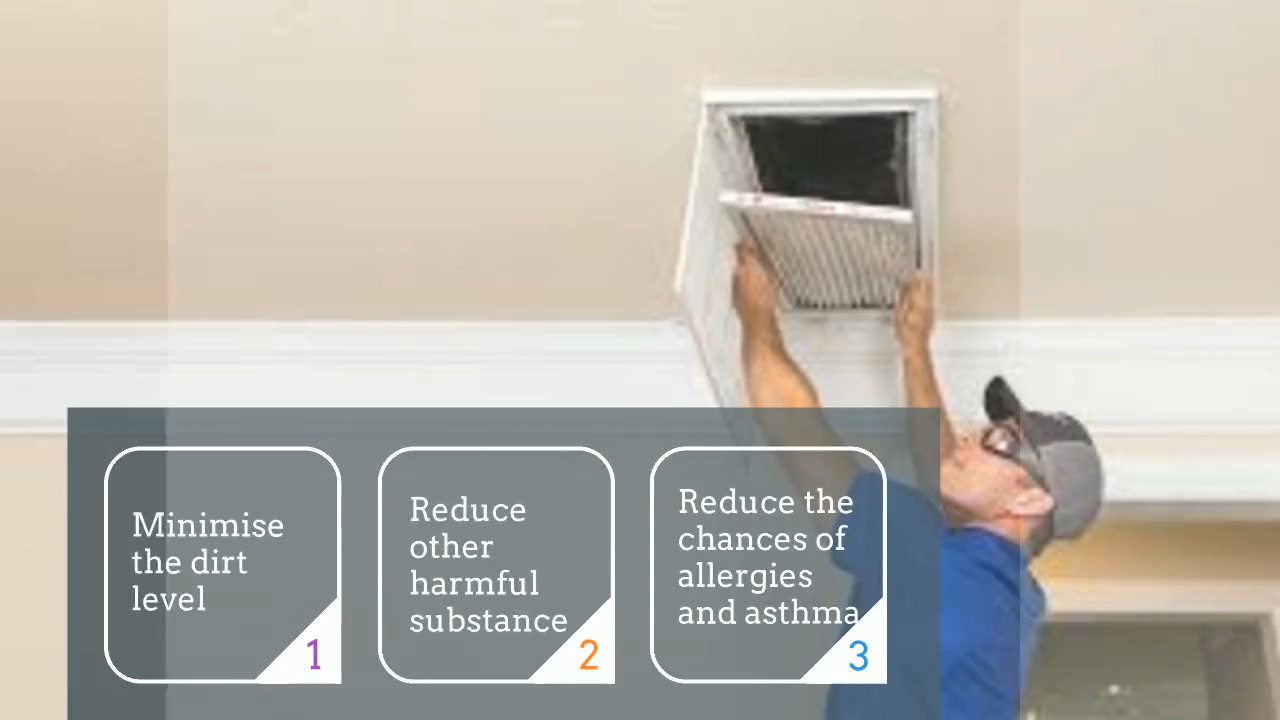 Minimise
the dirt
level
1
Reduce
other
harmful
substance
2
Reduce the
chances of
allergies
and asthma
3